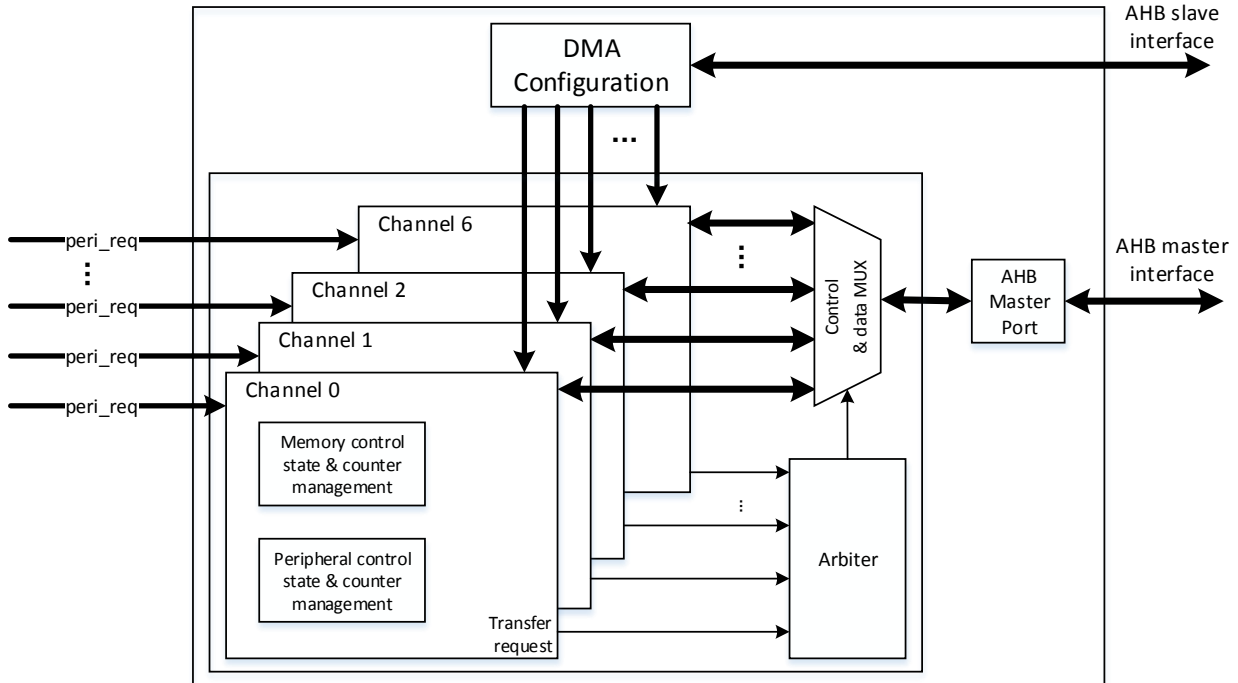 AHB slave
interface
DMA
Configuration
...
Channel 6
peri_req
...
...
AHB master
interface
Channel 2
peri_req
Control
& data MUX
AHB
Master
Port
Channel 1
peri_req
Channel 0
peri_req
Memory control
state & counter
management
...
Arbiter
Peripheral control
state & counter
management
Transfer
request